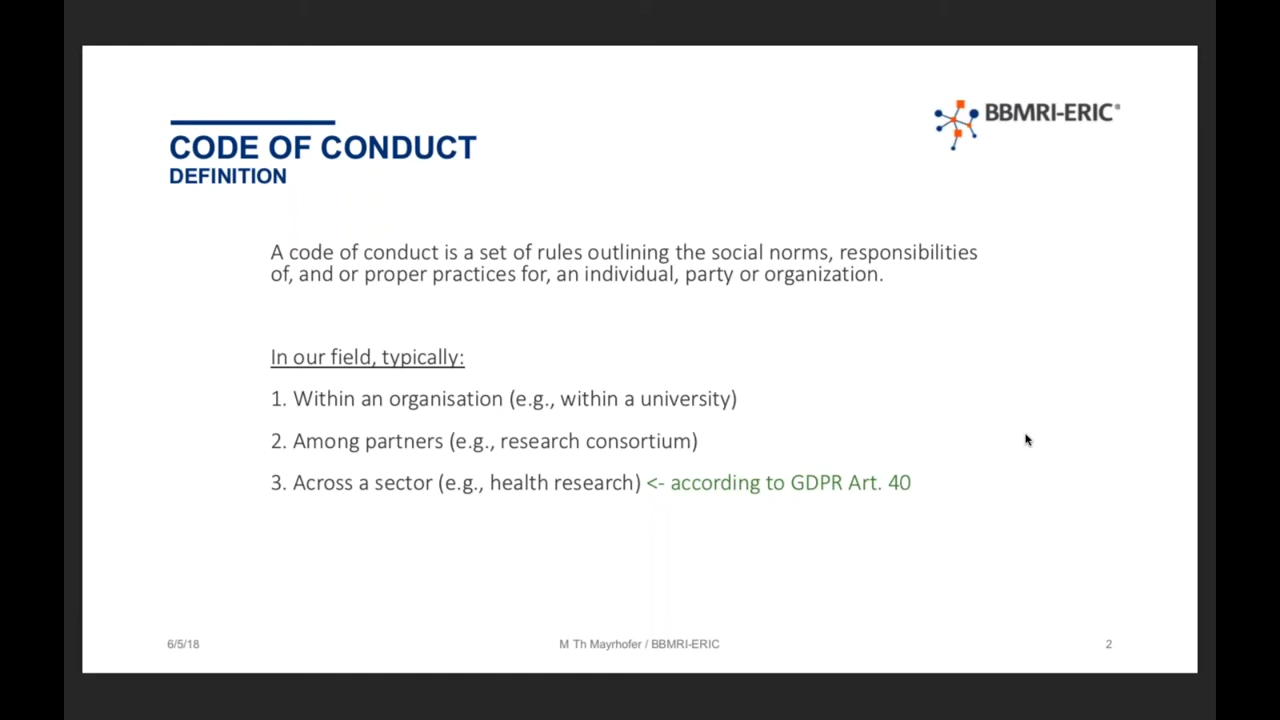 BBMRI-ERIC®
CODE OF CONDUCT
DEFINITION
A code of conduct is a set of rules outlining the social norms, responsibilities
of, and or proper practices for, an individual, party or organization.
In our field, typically:
1. Within an organisation (e.g., within a university)
2. Among partners (e.g., research consortium)
3. Across a sector (e.g., health research) <- according to GDPR Art. 40
6/5/18
M Th Mayrhofer / BBMRI-ERIC
2